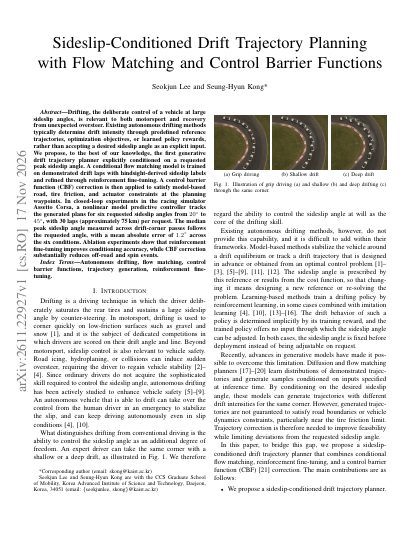 Sideslip-Conditioned Drift Trajectory Planning
with Flow Matching and Control Barrier Functions
Seokjun Lee and Seung-Hyun Kong*
arXiv:2611.22927v1 [cs.RO] 17 Nov 2026
Abstract—Drifting, the deliberate control of a vehicle at large
sideslip angles, is relevant to both motorsport and recovery
from unexpected oversteer. Existing autonomous drifting methods
typically determine drift intensity through predefined reference
trajectories, optimization objectives, or learned policy rewards,
rather than accepting a desired sideslip angle as an explicit input.
We propose, to the best of our knowledge, the first generative
drift trajectory planner explicitly conditioned on a requested
peak sideslip angle. A conditional flow matching model is trained
on demonstrated drift laps with hindsight-derived sideslip labels
and refined through reinforcement fine-tuning. A control barrier
function (CBF) correction is then applied to satisfy model-based
road, tire friction, and actuator constraints at the planning
waypoints. In closed-loop experiments in the racing simulator
Assetto Corsa, a nonlinear model predictive controller tracks
the generated plans for six requested sideslip angles from 20° to
45°, with 30 laps (approximately 75 km) per request. The median
peak sideslip angle measured across drift-corner passes follows
the requested angle, with a mean absolute error of 1.2° across
the six conditions. Ablation experiments show that reinforcement
fine-tuning improves conditioning accuracy, while CBF correction
substantially reduces off-road and spin events.
Index Terms—Autonomous drifting, flow matching, control
barrier functions, trajectory generation, reinforcement fine-
tuning.
I. INTRODUCTION
Drifting is a driving technique in which the driver delib-
erately saturates the rear tires and sustains a large sideslip
angle by counter-steering. In motorsport, drifting is used to
corner quickly on low-friction surfaces such as gravel and
snow [1], and it is the subject of dedicated competitions in
which drivers are scored on their drift angle and line. Beyond
motorsport, sideslip control is also relevant to vehicle safety.
Road icing, hydroplaning, or collisions can induce sudden
oversteer, requiring the driver to regain vehicle stability [2]–
[4]. Since ordinary drivers do not acquire the sophisticated
skill required to control the sideslip angle, autonomous drifting
has been actively studied to enhance vehicle safety [5]–[9].
An autonomous vehicle that is able to drift can take over the
control from the human driver in an emergency to stabilize
the slip, and can keep driving autonomously even in slip
conditions [4], [10].
What distinguishes drifting from conventional driving is the
ability to control the sideslip angle as an additional degree of
freedom. An expert driver can take the same corner with a
shallow or a deep drift, as illustrated in Fig. 1. We therefore
*Corresponding author (email: skong@kaist.ac.kr)
Seokjun Lee and Seung-Hyun Kong are with the CCS Graduate School
of Mobility, Korea Advanced Institute of Science and Technology, Daejeon,
Korea, 34051 (email: {seokjunlee, skong}@kaist.ac.kr)
(a) Grip driving (b) Shallow drift (c) Deep drift
Fig. 1. Illustration of grip driving (a) and shallow (b) and deep drifting (c)
through the same corner.
regard the ability to control the sideslip angle at will as the
core of the drifting skill.
Existing autonomous drifting methods, however, do not
provide this capability, and it is difficult to add within their
frameworks. Model-based methods stabilize the vehicle around
a drift equilibrium or track a drift trajectory that is designed
in advance or obtained from an optimal control problem [1]–
[3], [5]–[9], [11], [12]. The sideslip is prescribed by this
reference or results from the cost function, so that chang-
ing it means designing a new reference or re-solving the
problem. Learning-based methods train a drifting policy by
reinforcement learning, in some cases combined with imitation
learning [4], [10], [13]–[16]. The drift behavior of such a
policy is determined implicitly by its training reward, and the
trained policy offers no input through which the sideslip angle
can be adjusted. In both cases, the sideslip angle is fixed before
deployment instead of being adjustable on request.
Recently, advances in generative models have made it pos-
sible to overcome this limitation. Diffusion and flow matching
planners [17]–[20] learn distributions of demonstrated trajec-
tories and generate samples conditioned on inputs specified
at inference time. By conditioning on the desired sideslip
angle, these models can generate trajectories with different
drift intensities for the same corner. However, generated trajec-
tories are not guaranteed to satisfy road boundaries or vehicle
dynamics constraints, particularly near the friction limit.
Trajectory correction is therefore needed to improve feasibility
while limiting deviations from the requested sideslip angle.
In this paper, to bridge this gap, we propose a sideslip-
conditioned drift trajectory planner that combines conditional
flow matching, reinforcement fine-tuning, and a control barrier
function (CBF) [21] correction. The main contributions are as
follows:
• We propose a sideslip-conditioned drift trajectory planner.